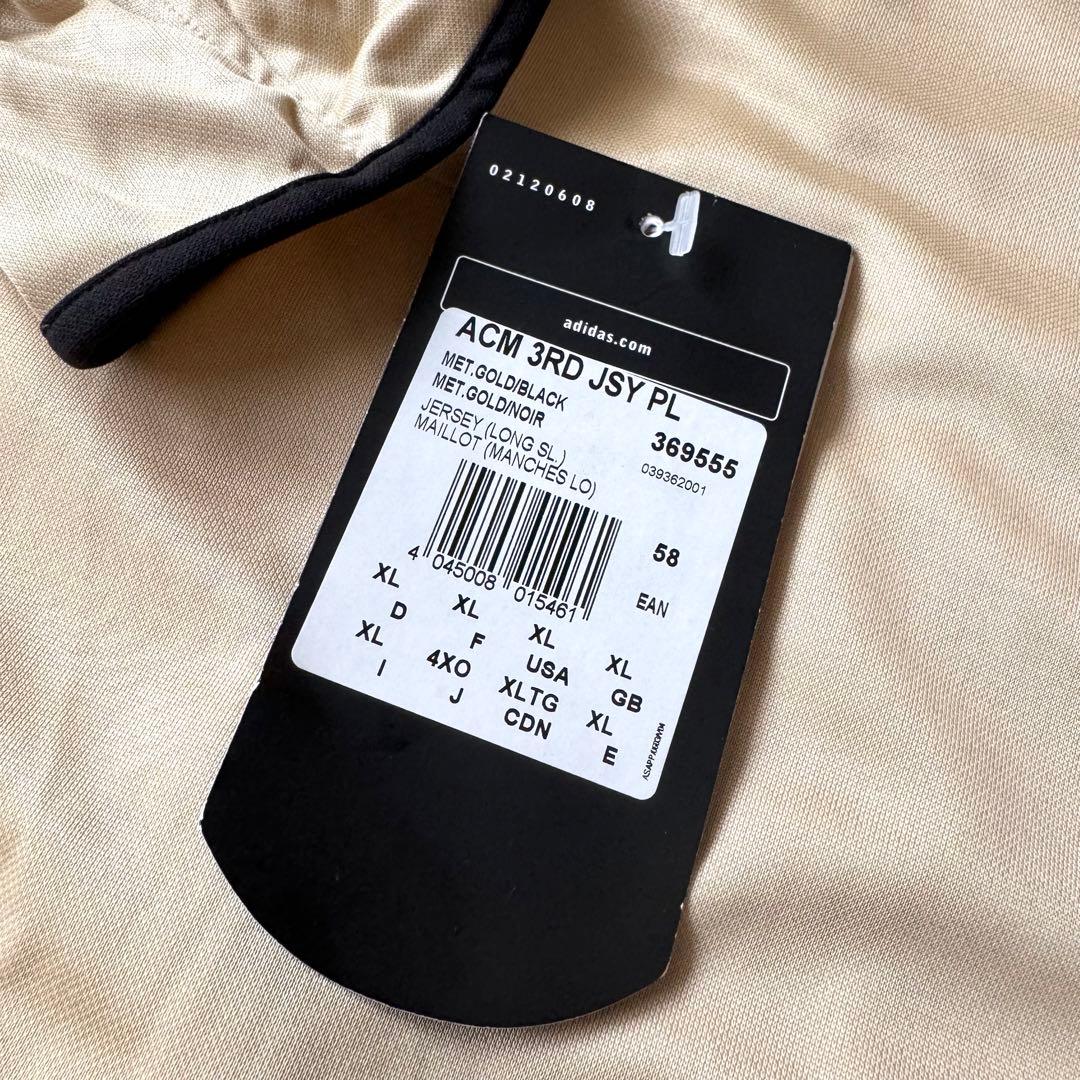 02120608
adidas.com
ACM 3RD JSY PL
MET.GOLD/BLACK
MET.GOLD/NOIR
369555
JERSEY (LONG SL.)
039362001
MAILLOT (MANCHES LO)
58
4 045008 015461
EAN
XL XL XL XL
D F USA GB
XL 4XO XLTG XL
I J CDN E